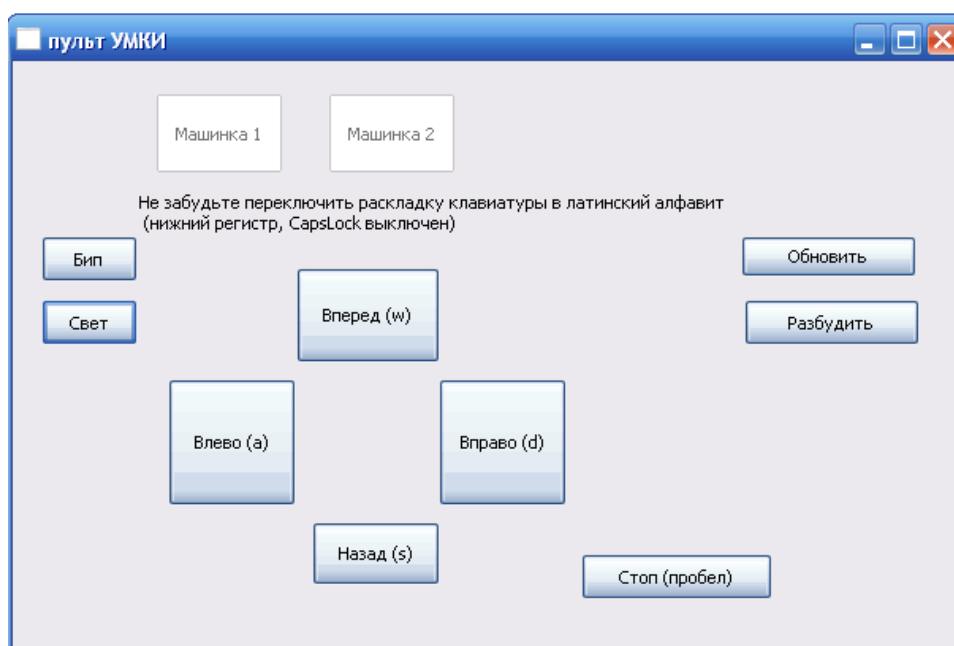 пульт УМКИ
Машинка 1
Машинка 2
Не забудьте переключить раскладку клавиатуры в латинский алфавит
(нижний регистр, CapsLock выключен)
Бип
Обновить
Свет
Вперед (w)
Разбудить
Влево (a)
Вправо (d)
Назад (s)
Стоп (пробел)